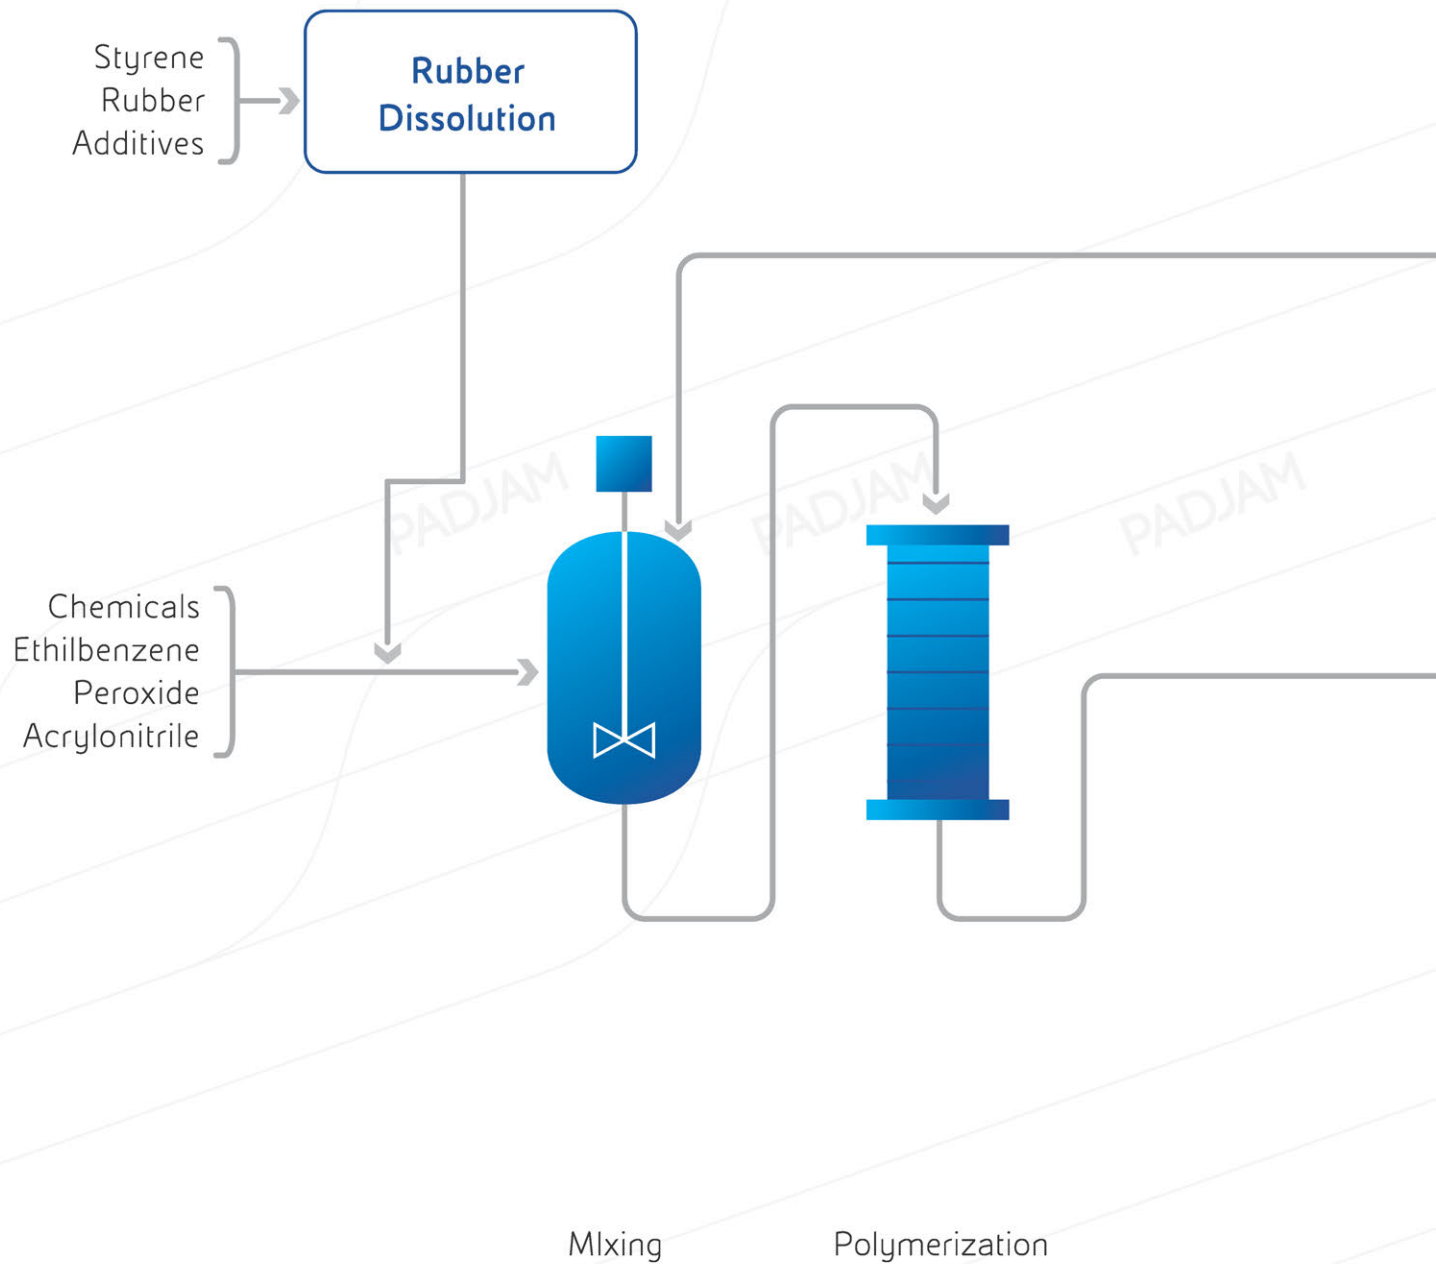 Styrene
Rubber
Additives
Rubber
Dissolution
PADJAM
PADJAM
PADJAM
Chemicals
Ethilbenzene
Peroxide
Acrylonitrile
MIxing
Polymerization